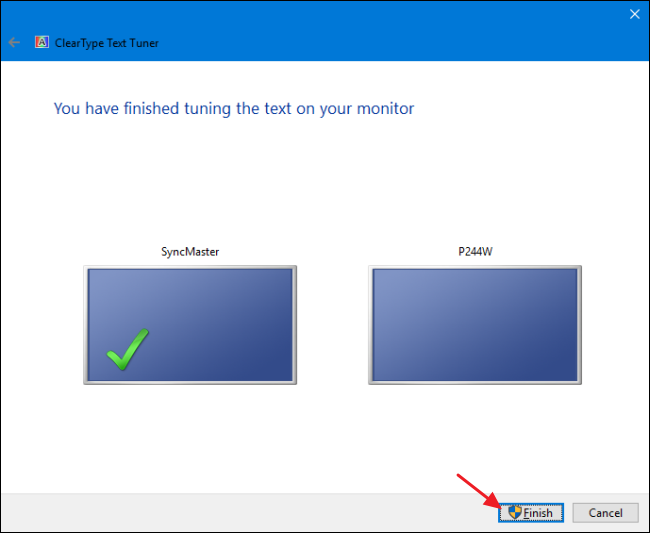 ClearType Text Tuner
You have finished tuning the text on your monitor
SyncMaster P244W
Finish Cancel